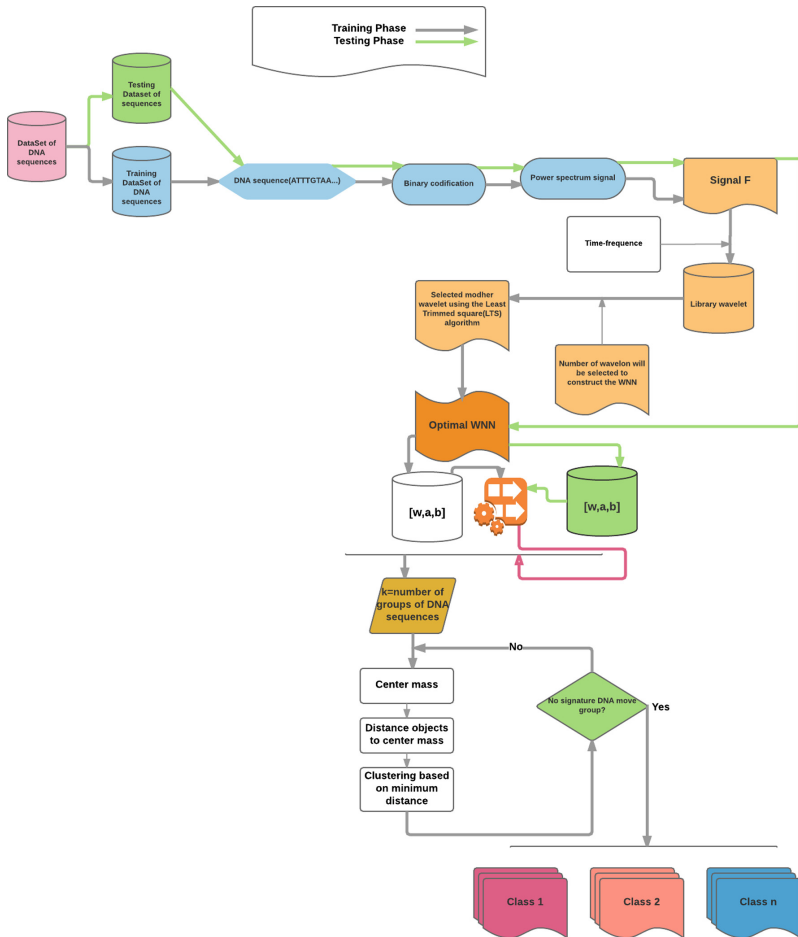 Training Phase
Testing Phase
Testing
Dataset of
sequences
DataSet of
DNA
sequences
Training
DataSet of
DNA
sequences
DNA sequence(ATTTGTAA...)
Binary codification
Power spectrum signal
Signal F
Time-frequence
Library wavelet
Selected modher
wavelet using the Least
Trimmed square(LTS)
algorithm
Number of wavelon will
be selected to
construct the WNN
Optimal WNN
[w,a,b]
[w,a,b]
k=number of
groups of DNA
sequences
No
Center mass
No signature DNA move
group?
Yes
Distance objects
to center mass
Clustering based
on minimum
distance
Class 1
Class 2
Class n